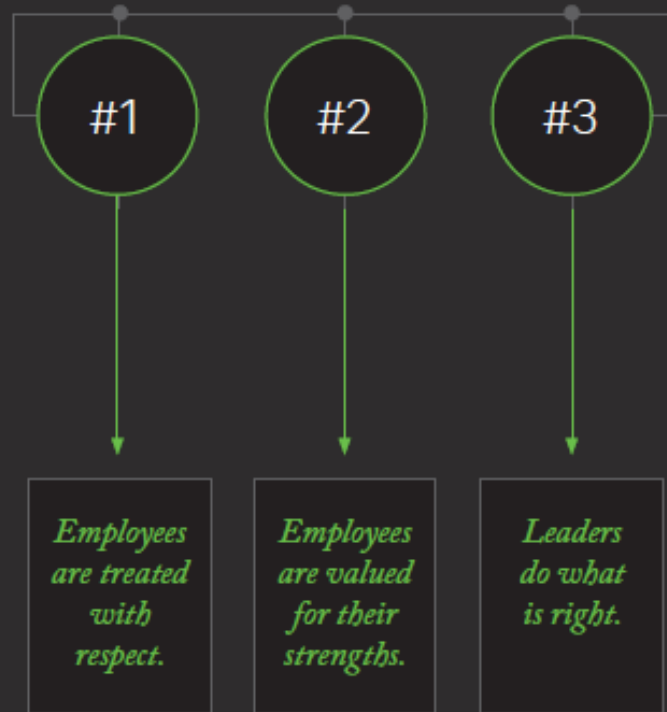 #1
#2
#3
Employees
are treated
with
respect.
Employees
are valued
for their
strengths.
Leaders
do what
is right.